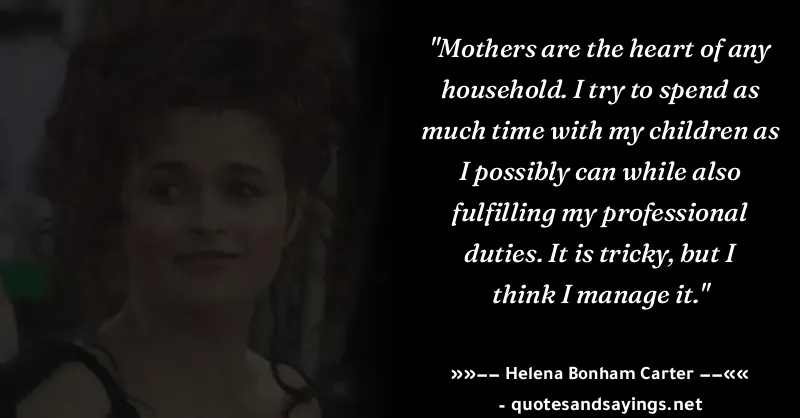 "Mothers are the heart of any
household. I try to spend as
much time with my children as
I possibly can while also
fulfilling my professional
duties. It is tricky, but I
think I manage it."
»»-- Helena Bonham Carter --««
- quotesandsayings.net